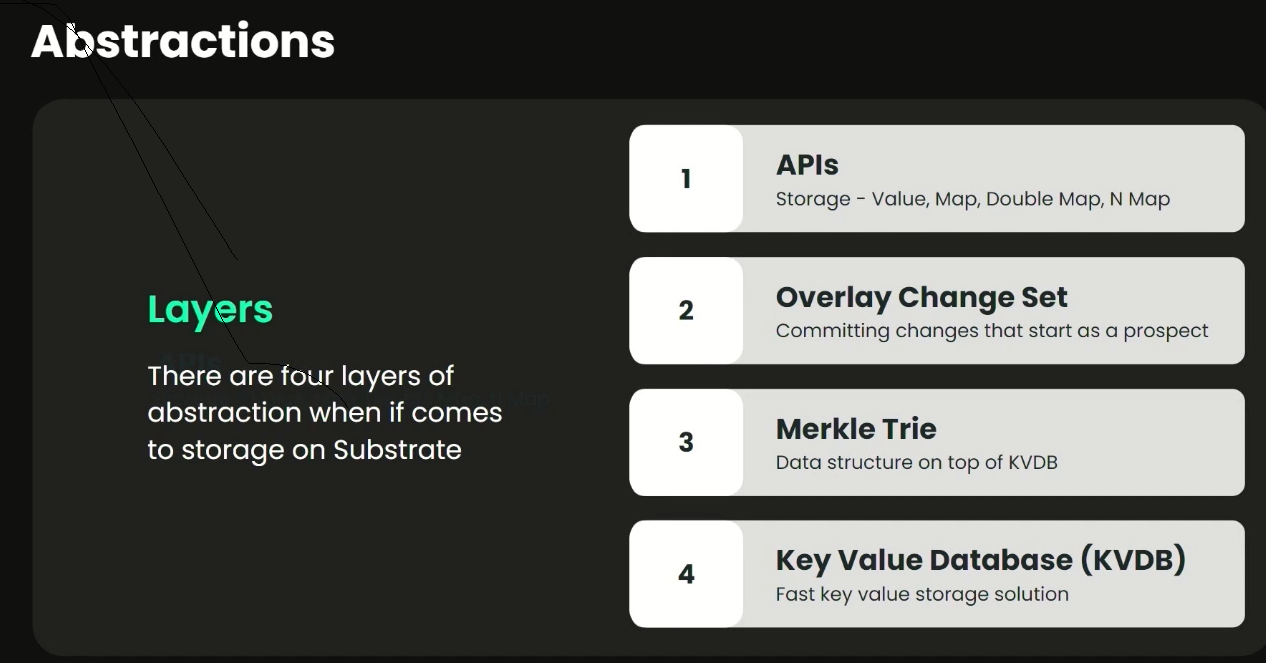 Abstractions
Layers
There are four layers of
abstraction when if comes
to storage on Substrate
1
APIs
Storage - Value, Map, Double Map, N Map
2
Overlay Change Set
Committing changes that start as a prospect
3
Merkle Trie
Data structure on top of KVDB
4
Key Value Database (KVDB)
Fast key value storage solution